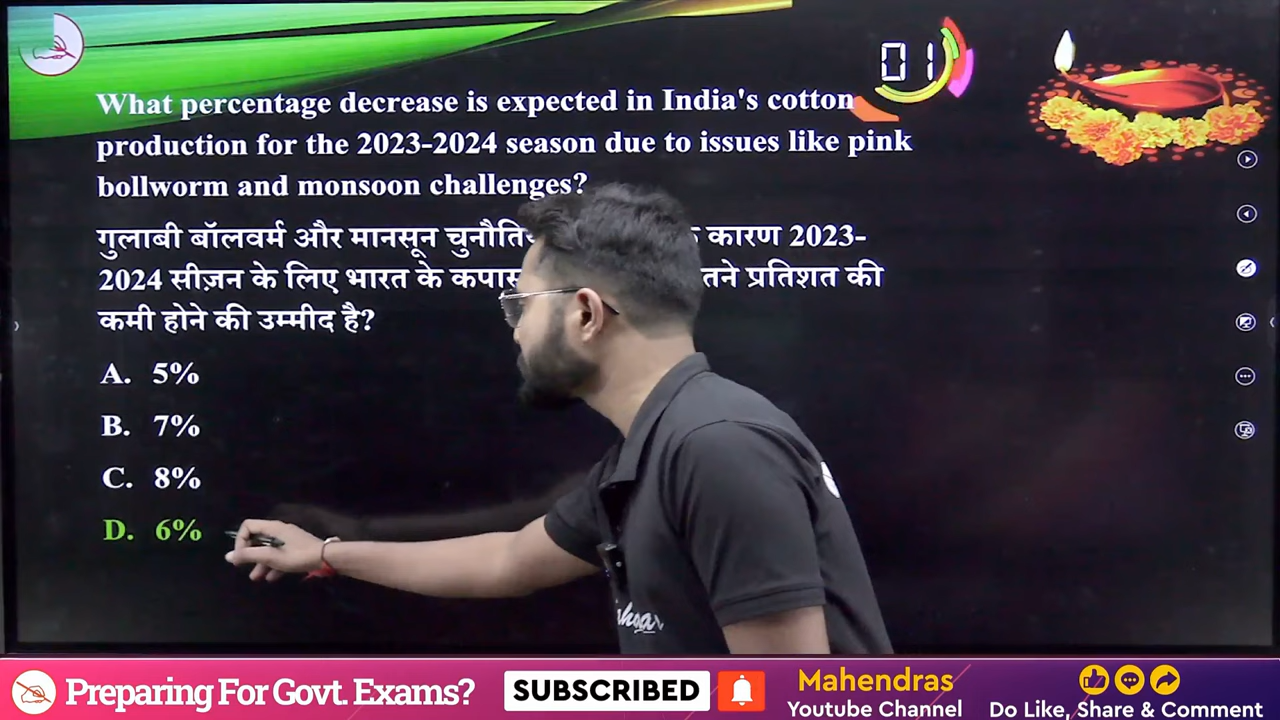 01
What percentage decrease is expected in India's cotton
production for the 2023-2024 season due to issues like pink
bollworm and monsoon challenges?
गुलाबी बॉलवर्म और मानसून कारण 2023-
2024 सीज़न के लिए भारत के प्रतिशत की
कमी होने की उम्मीद है?
A. 5%
B. 7%
C. 8%
D. 6%
Preparing For Govt. Exams?
SUBSCRIBED
Mahendras
Youtube Channel
Do Like, Share & Comment